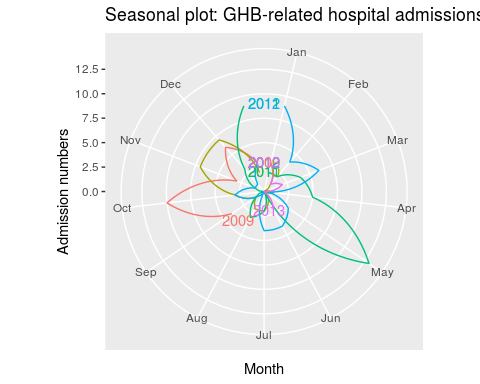 Seasonal plot: GHB-related hospital admissions
Jan
Feb
Mar
Apr
May
Jun
Jul
Aug
Sep
Oct
Nov
Dec
12.5
10.0
7.5
5.0
2.5
0.0
Admission numbers
2012
2013
2009
Month